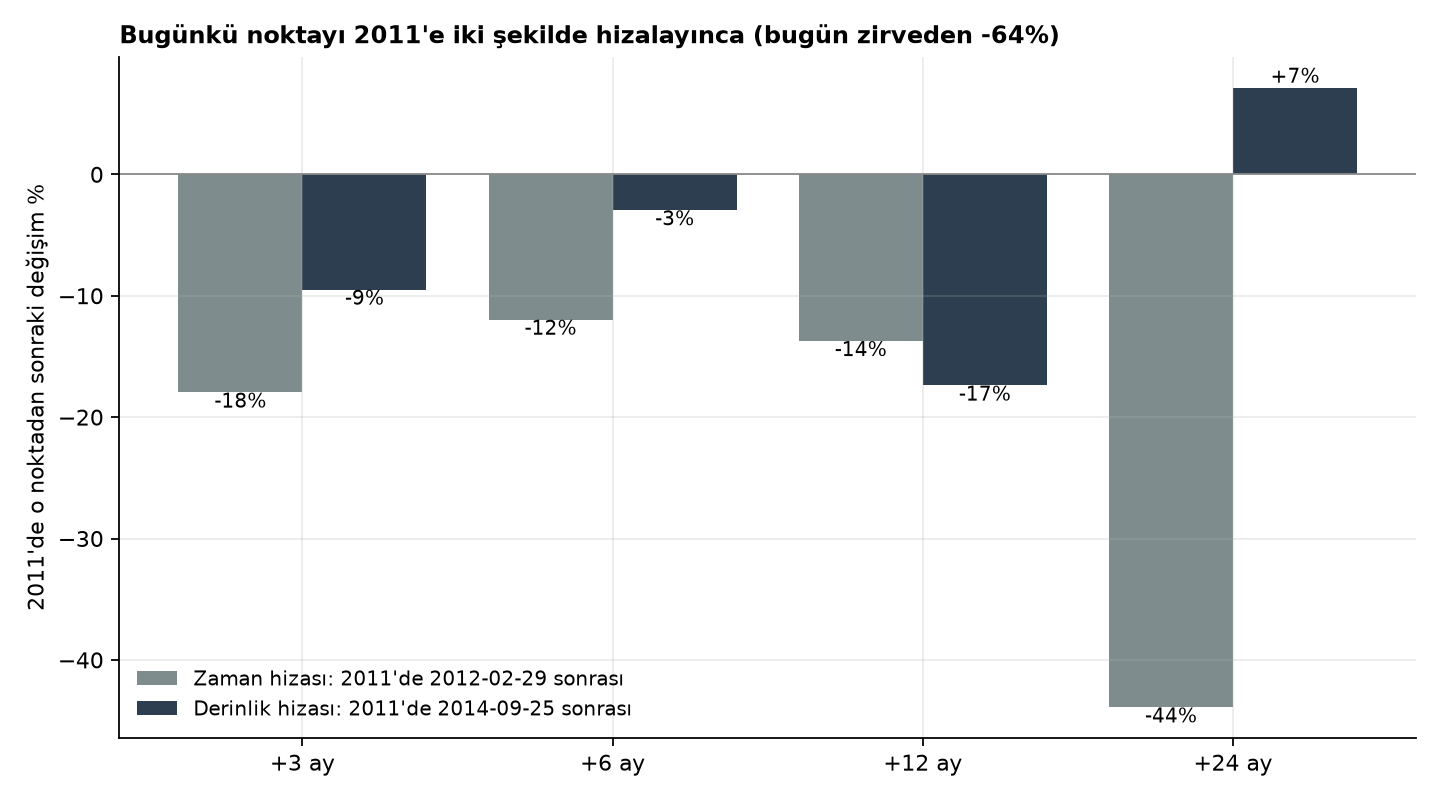 Bugünkü noktayı 2011'e iki şekilde hizalayınca (bugün zirveden -64%)
2011'de o noktadan sonraki değişim %
0
−10
−20
−30
−40
-18%
-9%
-12%
-3%
-14%
-17%
-44%
+7%
Zaman hizası: 2011'de 2012-02-29 sonrası
Derinlik hizası: 2011'de 2014-09-25 sonrası
+3 ay
+6 ay
+12 ay
+24 ay